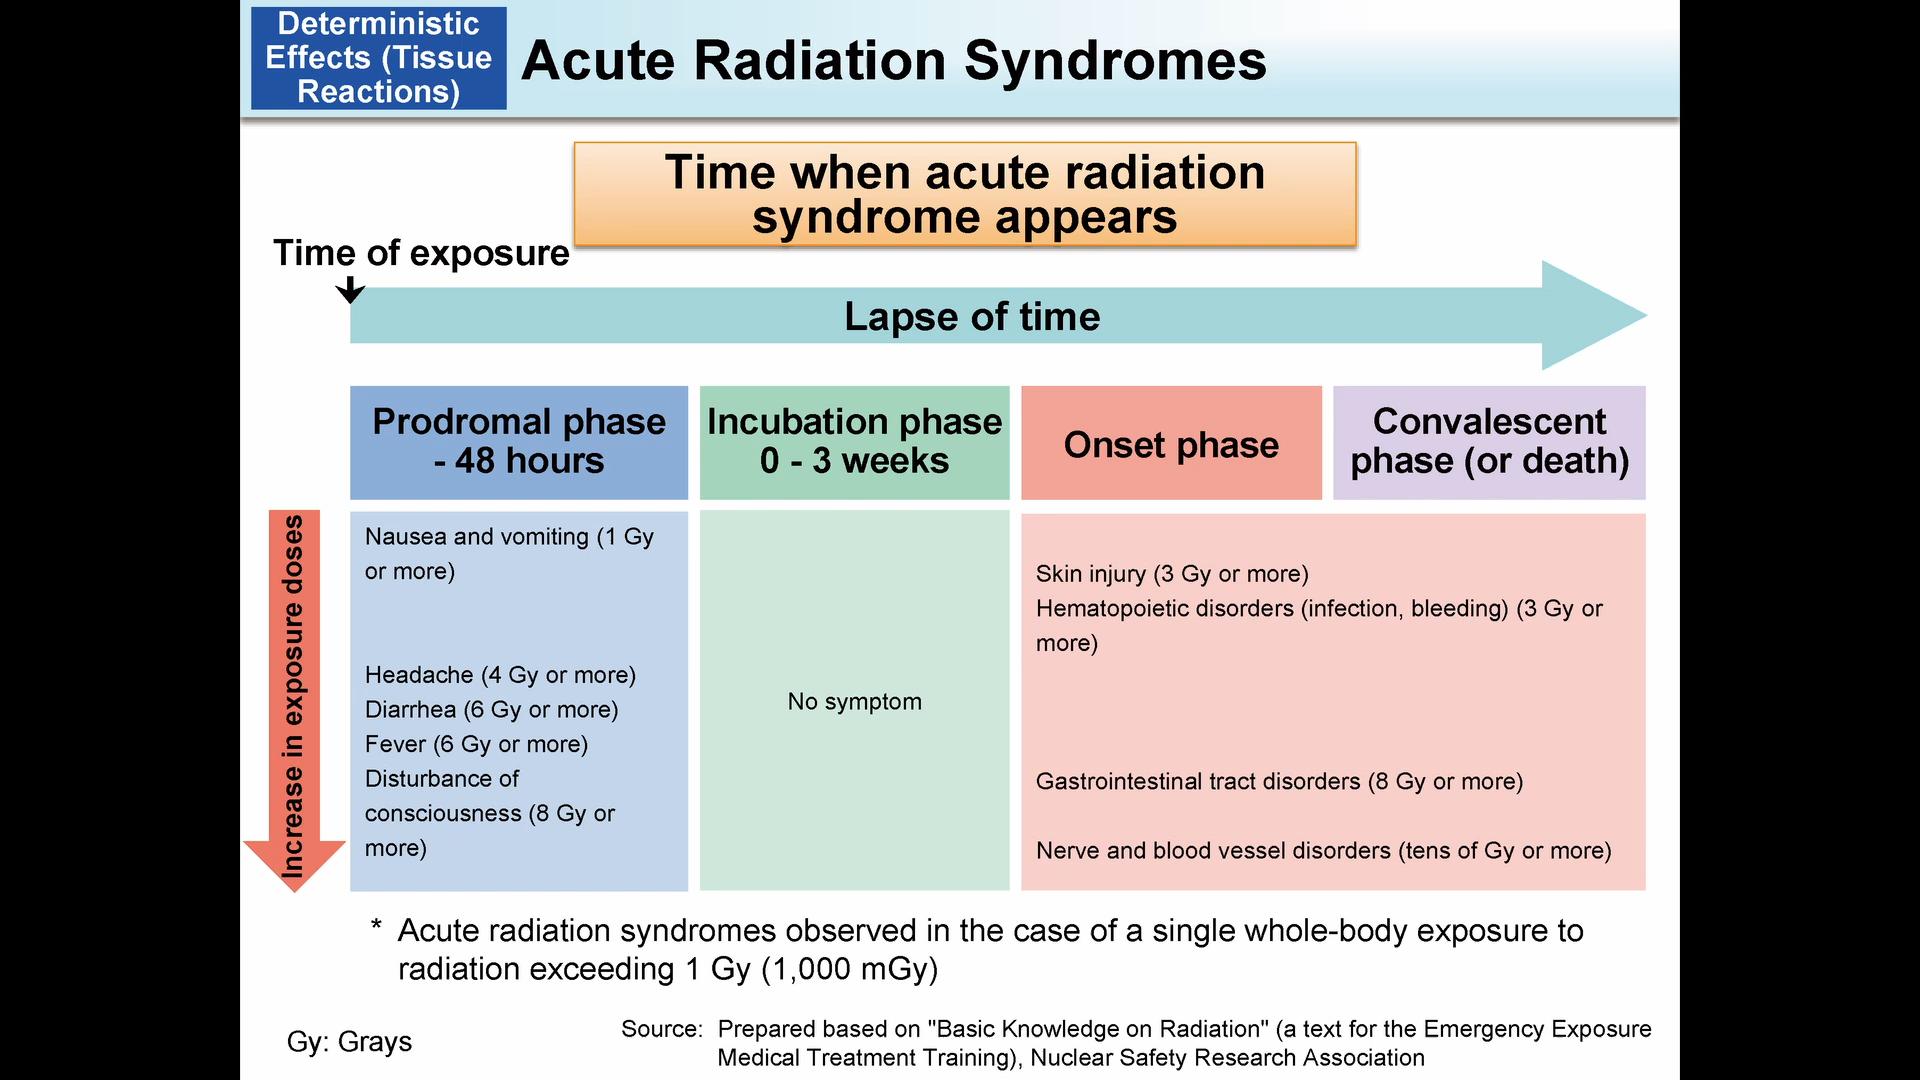 Deterministic
Effects (Tissue
Reactions)
Acute Radiation Syndromes
Time when acute radiation
syndrome appears
Time of exposure
Lapse of time
Prodromal phase
- 48 hours
Incubation phase
0 - 3 weeks
Onset phase
Convalescent
phase (or death)
Increase in exposure doses
Nausea and vomiting (1 Gy
or more)
Headache (4 Gy or more)
Diarrhea (6 Gy or more)
Fever (6 Gy or more)
Disturbance of
consciousness (8 Gy or
more)
No symptom
Skin injury (3 Gy or more)
Hematopoietic disorders (infection, bleeding) (3 Gy or
more)
Gastrointestinal tract disorders (8 Gy or more)
Nerve and blood vessel disorders (tens of Gy or more)
* Acute radiation syndromes observed in the case of a single whole-body exposure to
radiation exceeding 1 Gy (1,000 mGy)
Gy: Grays
Source: Prepared based on "Basic Knowledge on Radiation" (a text for the Emergency Exposure
Medical Treatment Training), Nuclear Safety Research Association